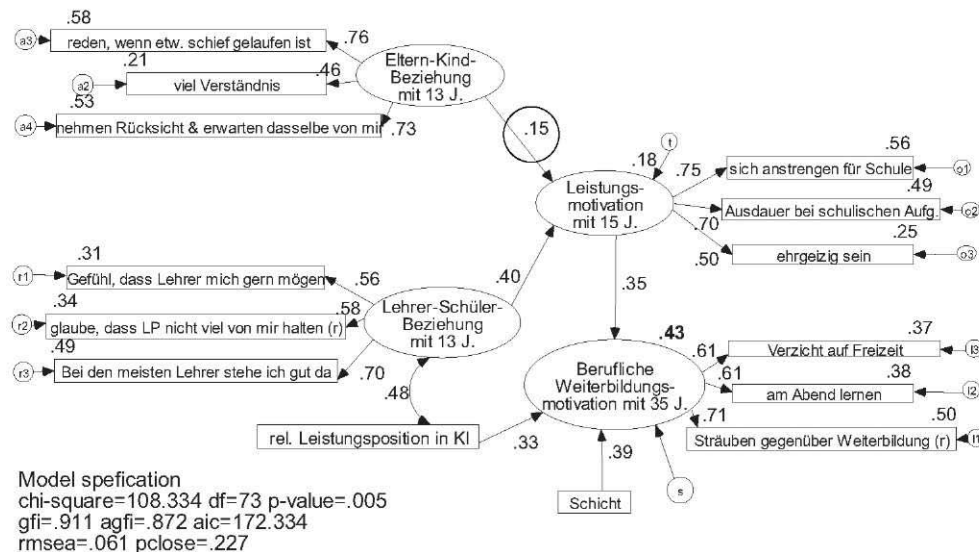 .58
a3
reden, wenn etw. schief gelaufen ist
.76
.21
a2
viel Verständnis
.46
.53
a4
nehmen Rücksicht & erwarten dasselbe von mir
.73
Eltern-Kind-
Beziehung
mit 13 J.
.15
t
.18
Leistungs-
motivation
mit 15 J.
.75
.56
sich anstrengen für Schule
o1
.49
Ausdauer bei schulischen Aufg.
o2
.70
.25
ehrgeizig sein
o3
.50
.31
r1
Gefühl, dass Lehrer mich gern mögen
.56
.34
r2
glaube, dass LP nicht viel von mir halten (r)
.58
.49
r3
Bei den meisten Lehrer stehe ich gut da
.70
Lehrer-Schüler-
Beziehung
mit 13 J.
.40
.35
.48
rel. Leistungsposition in Kl
.33
.43
Berufliche
Weiterbildungs-
motivation mit 35 J.
.61
.37
Verzicht auf Freizeit
l3
.61
.38
am Abend lernen
l2
.71
.50
Sträuben gegenüber Weiterbildung (r)
.39
Schicht
s
Model spefication
chi-square=108.334 df=73 p-value=.005
gfi=.911 agfi=.872 aic=172.334
rmsea=.061 pclose=.227